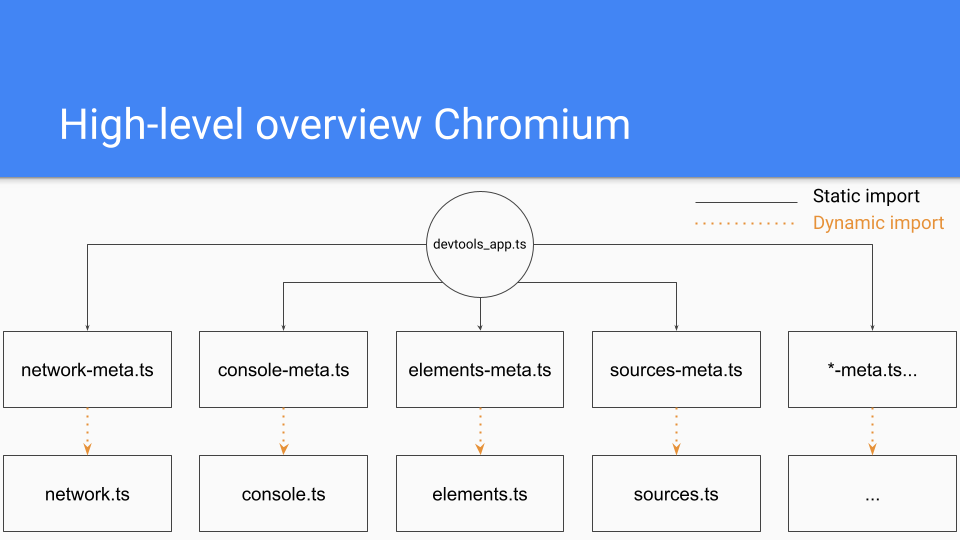 High-level overview Chromium
Static import
Dynamic import
devtools_app.ts
network-meta.ts
console-meta.ts
elements-meta.ts
sources-meta.ts
*-meta.ts...
network.ts
console.ts
elements.ts
sources.ts
...